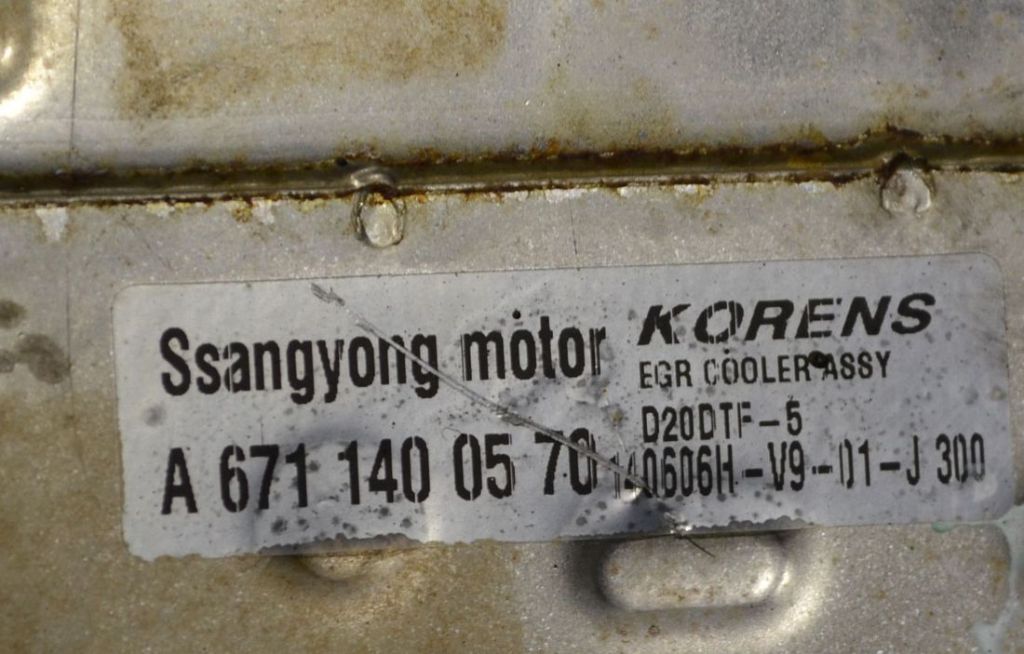 Ssangyong motor KORENS
EGR COOLER ASSY
D20DTF-5
A 671 140 05 70 140606H-V9-01-J 300